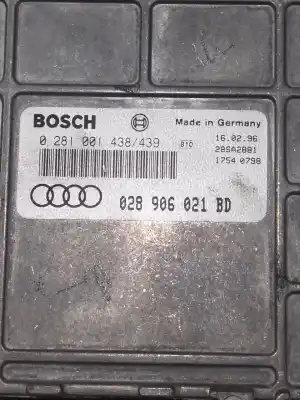 BOSCH Made in Germany
0 281 001 438/439 16.02.96
28SA2881
1754 0798
028 906 021 BD